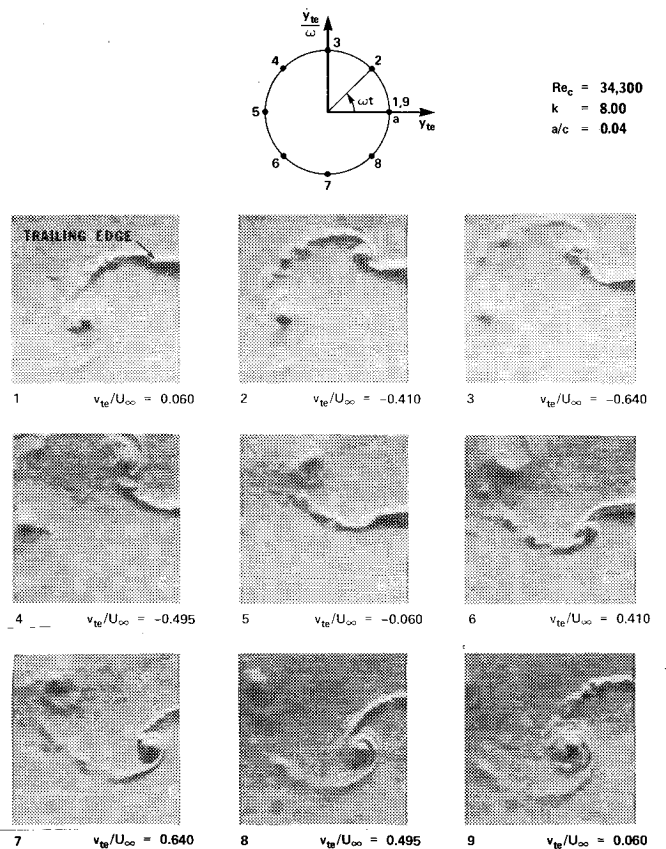 ẏte
ω
3
4
2
ωt
5
1,9
a
yte
6
8
7
Rec = 34,300
k = 8.00
a/c = 0.04
TRAILING EDGE
1 vte/U∞ = 0.060
2 vte/U∞ = -0.410
3 vte/U∞ = -0.640
4 vte/U∞ = -0.495
5 vte/U∞ = -0.060
6 vte/U∞ = 0.410
7 vte/U∞ = 0.640
8 vte/U∞ = 0.495
9 vte/U∞ = 0.060